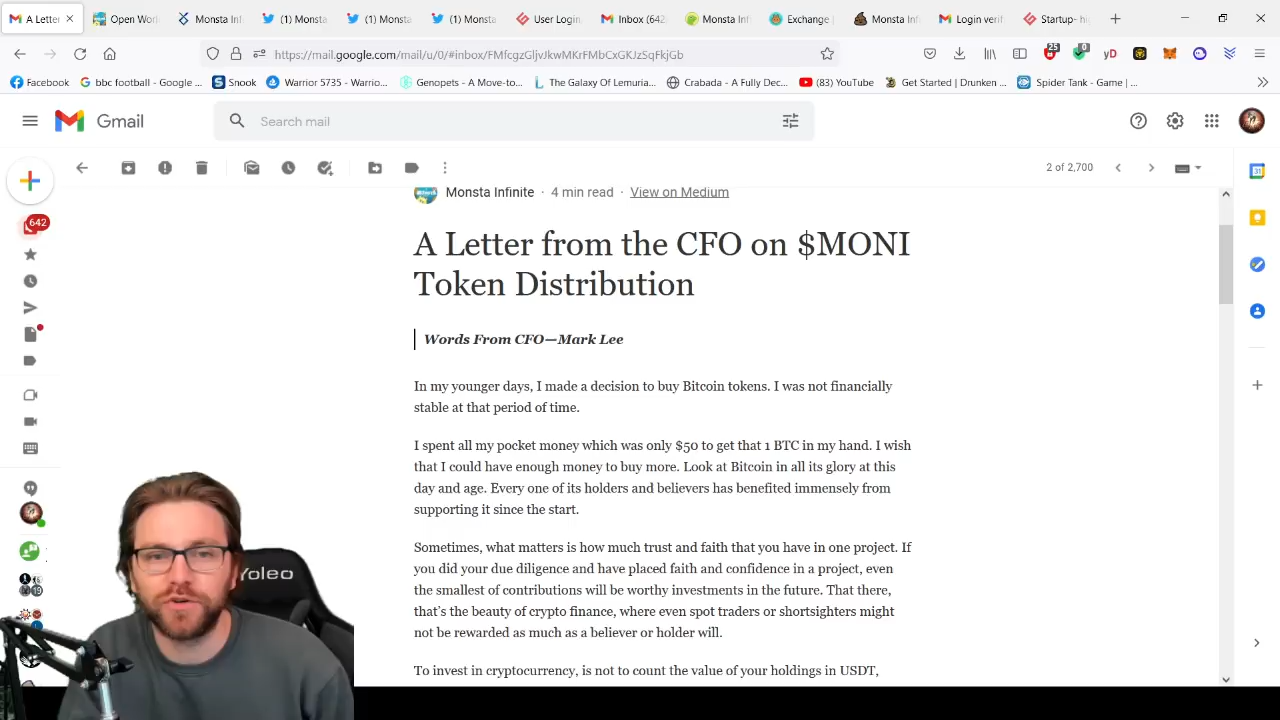 A Letter
Open Worl
Monsta Inf
(1) Monsta
(1) Monsta
(1) Monsta
User Login
Inbox (642
Monsta Inf
Exchange |
Monsta Inf
Login verif
Startup- hi
https://mail.google.com/mail/u/0/#inbox/FMfcgzGljvJkwMKrFMbCxGKJzSqFkjGb
25
0
yD
Facebook
bbc football - Google ...
Snook
Warrior 5735 - Warrio...
Genopets - A Move-to...
The Galaxy Of Lemuria...
Crabada - A Fully Dec...
(83) YouTube
Get Started | Drunken ...
Spider Tank - Game | ...
Gmail
Search mail
2 of 2,700
642
Monsta Infinite · 4 min read · View on Medium
A Letter from the CFO on $MONI
Token Distribution
Words From CFO—Mark Lee
In my younger days, I made a decision to buy Bitcoin tokens. I was not financially
stable at that period of time.
I spent all my pocket money which was only $50 to get that 1 BTC in my hand. I wish
that I could have enough money to buy more. Look at Bitcoin in all its glory at this
day and age. Every one of its holders and believers has benefited immensely from
supporting it since the start.
Sometimes, what matters is how much trust and faith that you have in one project. If
you did your due diligence and have placed faith and confidence in a project, even
the smallest of contributions will be worthy investments in the future. That there,
that's the beauty of crypto finance, where even spot traders or shortsighters might
not be rewarded as much as a believer or holder will.
To invest in cryptocurrency, is not to count the value of your holdings in USDT,
Yoleo
31